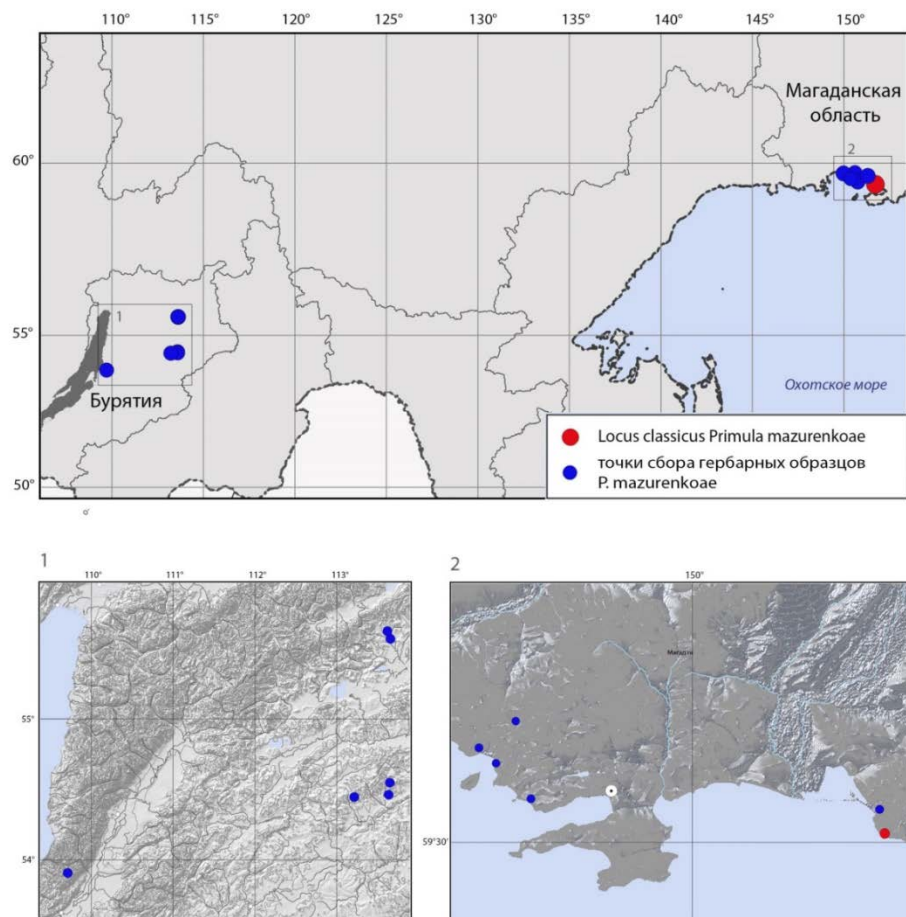 110° 115° 120° 125° 130° 135° 140° 145° 150°
Магаданская
область
2
60°
1
55°
Бурятия
Охотское море
Locus classicus Primula mazurenkoae
точки сбора гербарных образцов
P. mazurenkoae
50°
1
110° 111° 112° 113°
55°
54°
2
150°
59°30'